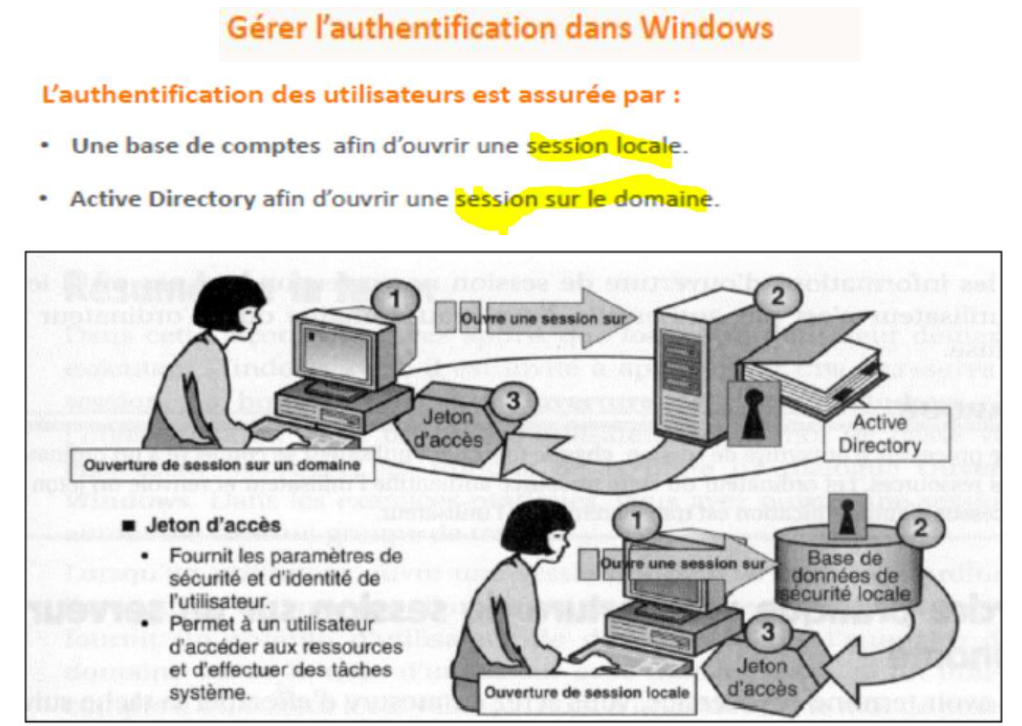 Gérer l'authentification dans Windows
L'authentification des utilisateurs est assurée par :
• Une base de comptes afin d'ouvrir une session locale.
• Active Directory afin d'ouvrir une session sur le domaine.
1
Ouvre une session sur
2
Jeton
d'accès
3
Active
Directory
Ouverture de session sur un domaine
■ Jeton d'accès
• Fournit les paramètres de
sécurité et d'identité de
l'utilisateur.
• Permet à un utilisateur
d'accéder aux ressources
et d'effectuer des tâches
système.
1
Ouvre une session sur
2
Base de
données de
sécurité locale
3
Jeton
d'accès
Ouverture de session locale